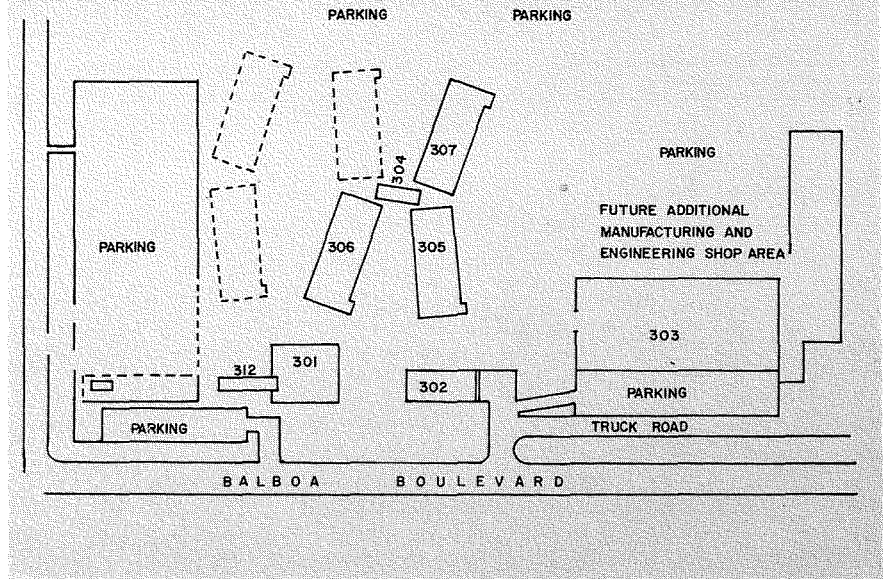 PARKING
PARKING
304
307
PARKING
FUTURE ADDITIONAL
MANUFACTURING AND
ENGINEERING SHOP AREA
PARKING
306
305
303
312
301
302
PARKING
PARKING
TRUCK ROAD
BALBOA BOULEVARD